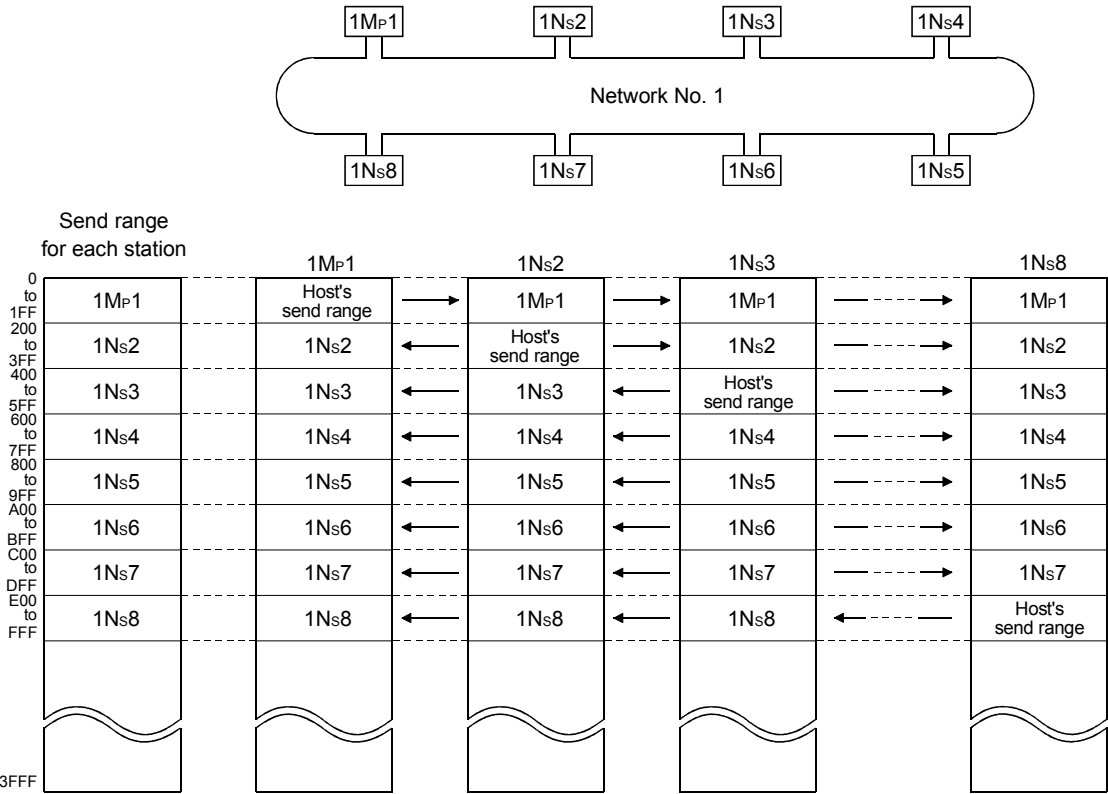 1MP1 1NS2 1NS3 1NS4
Network No. 1
1NS8 1NS7 1NS6 1NS5
Send range
for each station
1MP1 1NS2 1NS3 1NS8
0
to
1FF
1MP1 Host's send range 1MP1 1MP1 1MP1
200
to
3FF
1NS2 1NS2 Host's send range 1NS2 1NS2
400
to
5FF
1NS3 1NS3 1NS3 Host's send range 1NS3
600
to
7FF
1NS4 1NS4 1NS4 1NS4 1NS4
800
to
9FF
1NS5 1NS5 1NS5 1NS5 1NS5
A00
to
BFF
1NS6 1NS6 1NS6 1NS6 1NS6
C00
to
DFF
1NS7 1NS7 1NS7 1NS7 1NS7
E00
to
FFF
1NS8 1NS8 1NS8 1NS8 Host's send range
3FFF